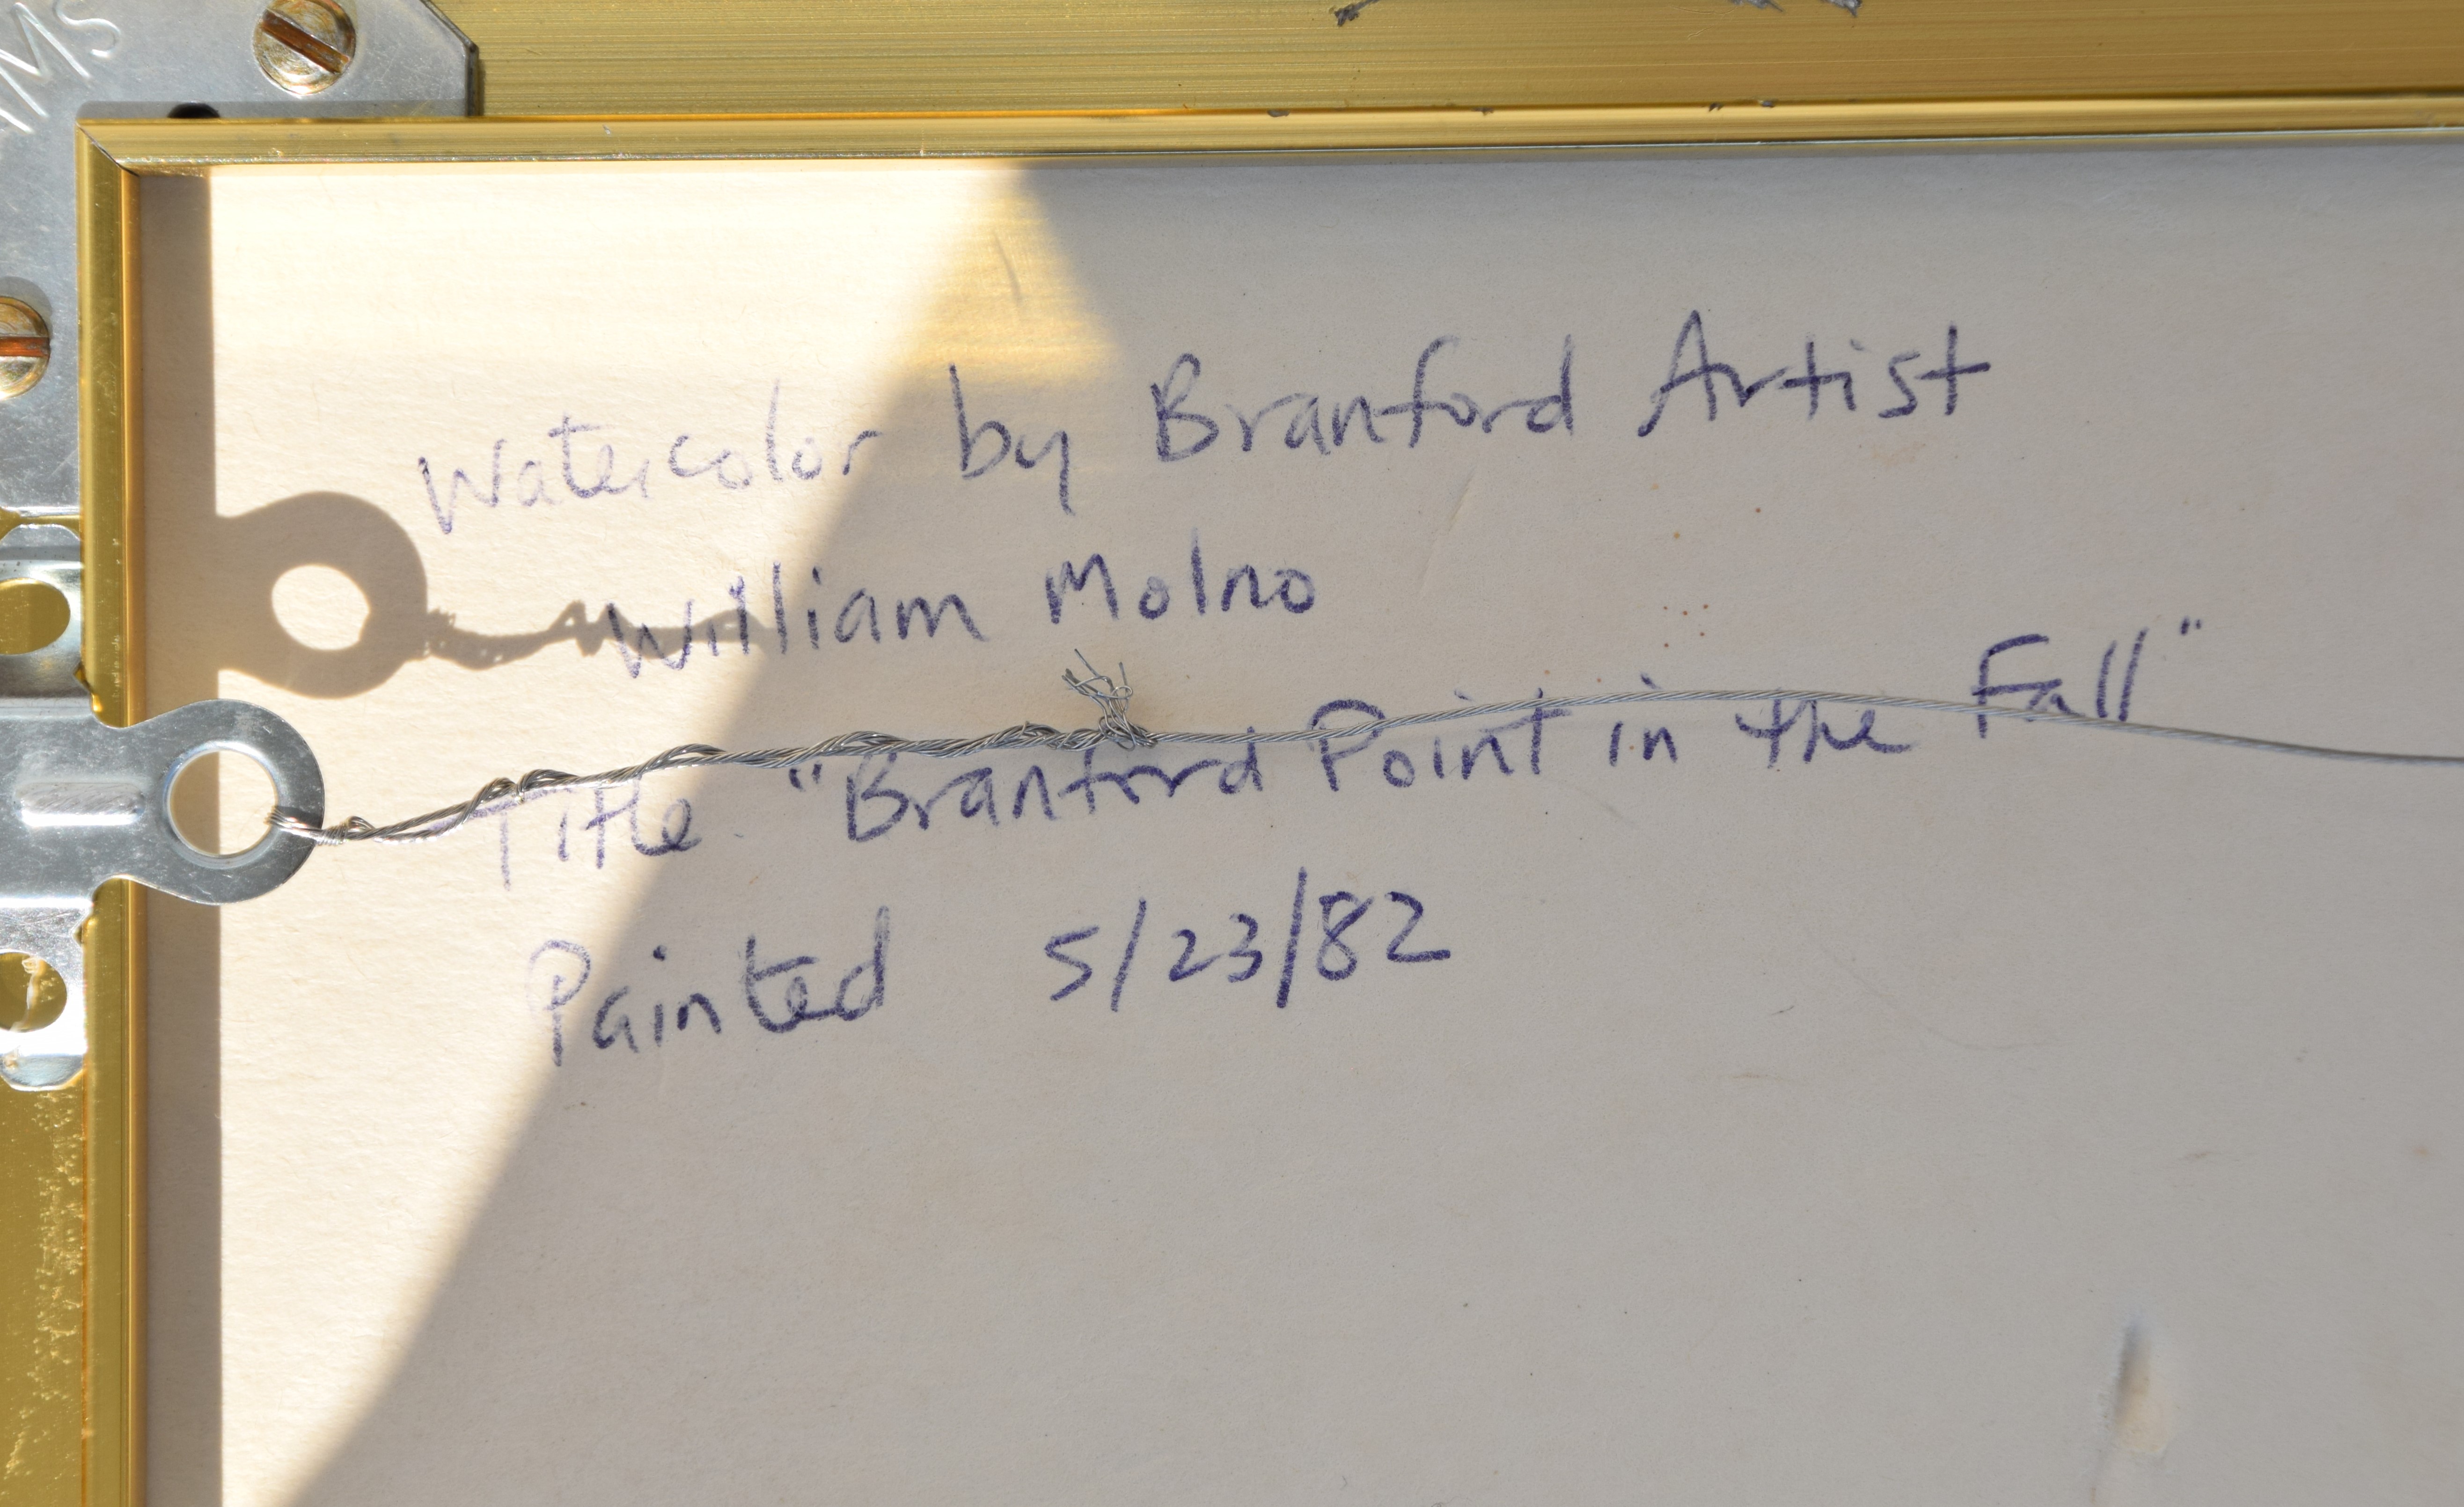 Watercolor by Branford Artist
William Molno
Title "Branford Point in the Fall"
Painted 5/23/82